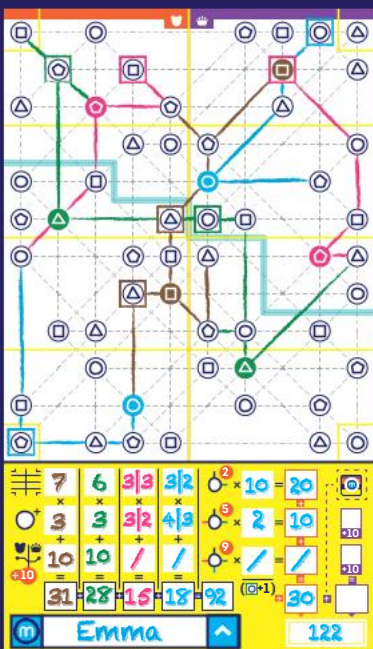 7 6 3|3 3|2 2 × 10 = 20
× × × × +
3 3 3|2 4|3 5 × 2 = 10 +10
+ + + + +
+10 10 10 / / 9 × / = / +10
= = = = (+1) =
31 + 28 + 15 + 18 = 92 + 30 +
m Emma 122